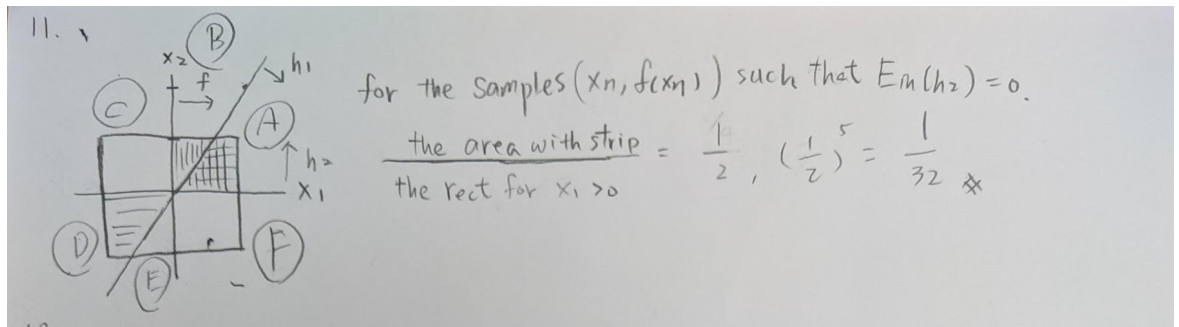 11.
B
x2
f
h1
C
A
h2
x1
D
E
F
for the samples (xn, f(xn)) such that Ein(h2) = 0.
the area with strip / the rect for x1 > 0 = 1/2 , (1/2)^5 = 1/32 ※